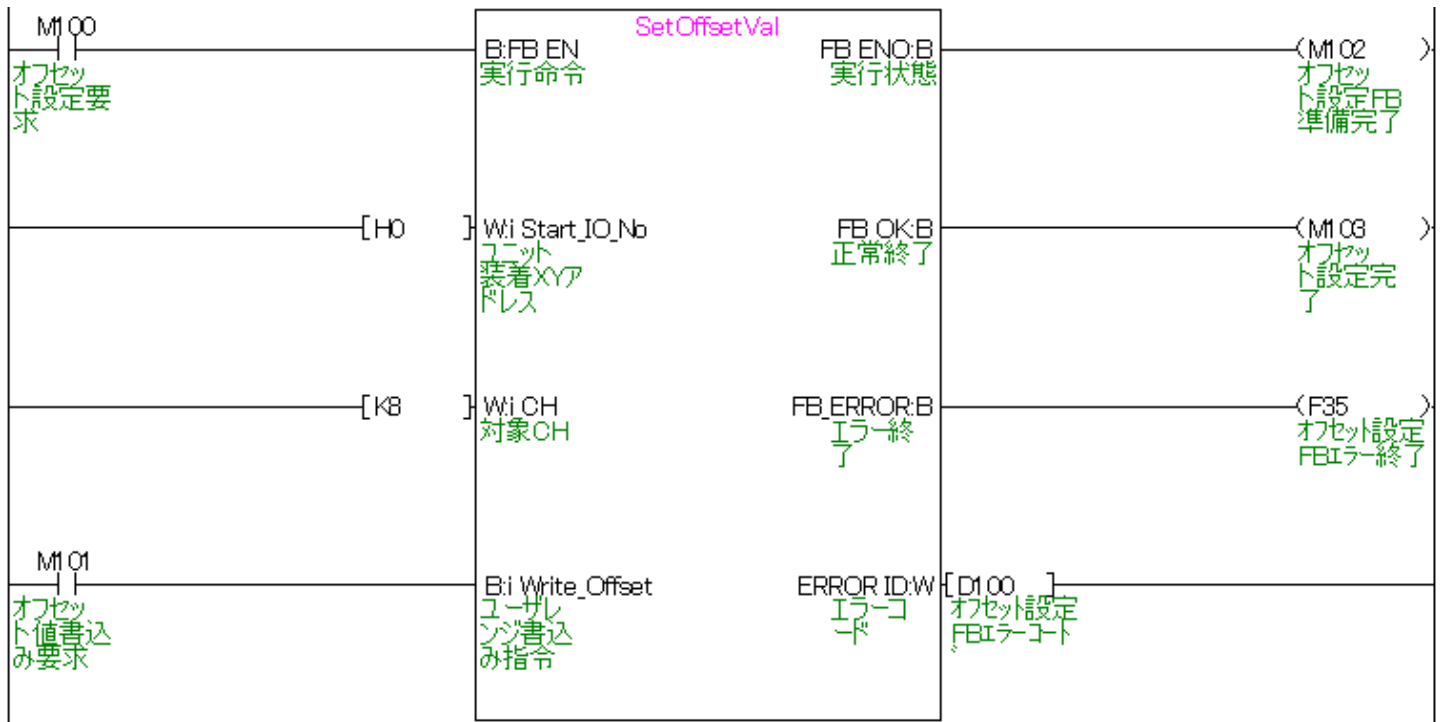 SetOffsetVal
M100
B:FB EN
FB ENO:B
(M102 )
オフセッ
ト設定要
求
実行命令
実行状態
オフセッ
ト設定FB
準備完了
[H0 ]
W:i Start_IO_No
FB OK:B
(M103 )
ユニット
装着XYア
ドレス
正常終了
オフセッ
ト設定完
了
[K8 ]
W:i CH
FB_ERROR:B
(F35 )
対象CH
エラー終
了
オフセット設定
FBエラー終了
M101
B:i Write_Offset
ERROR ID:W
[D100 ]
オフセッ
ト値書込
み要求
ユーザレ
ンジ書込
み指令
エラーコ
ード
オフセット設定
FBエラーコート
゙